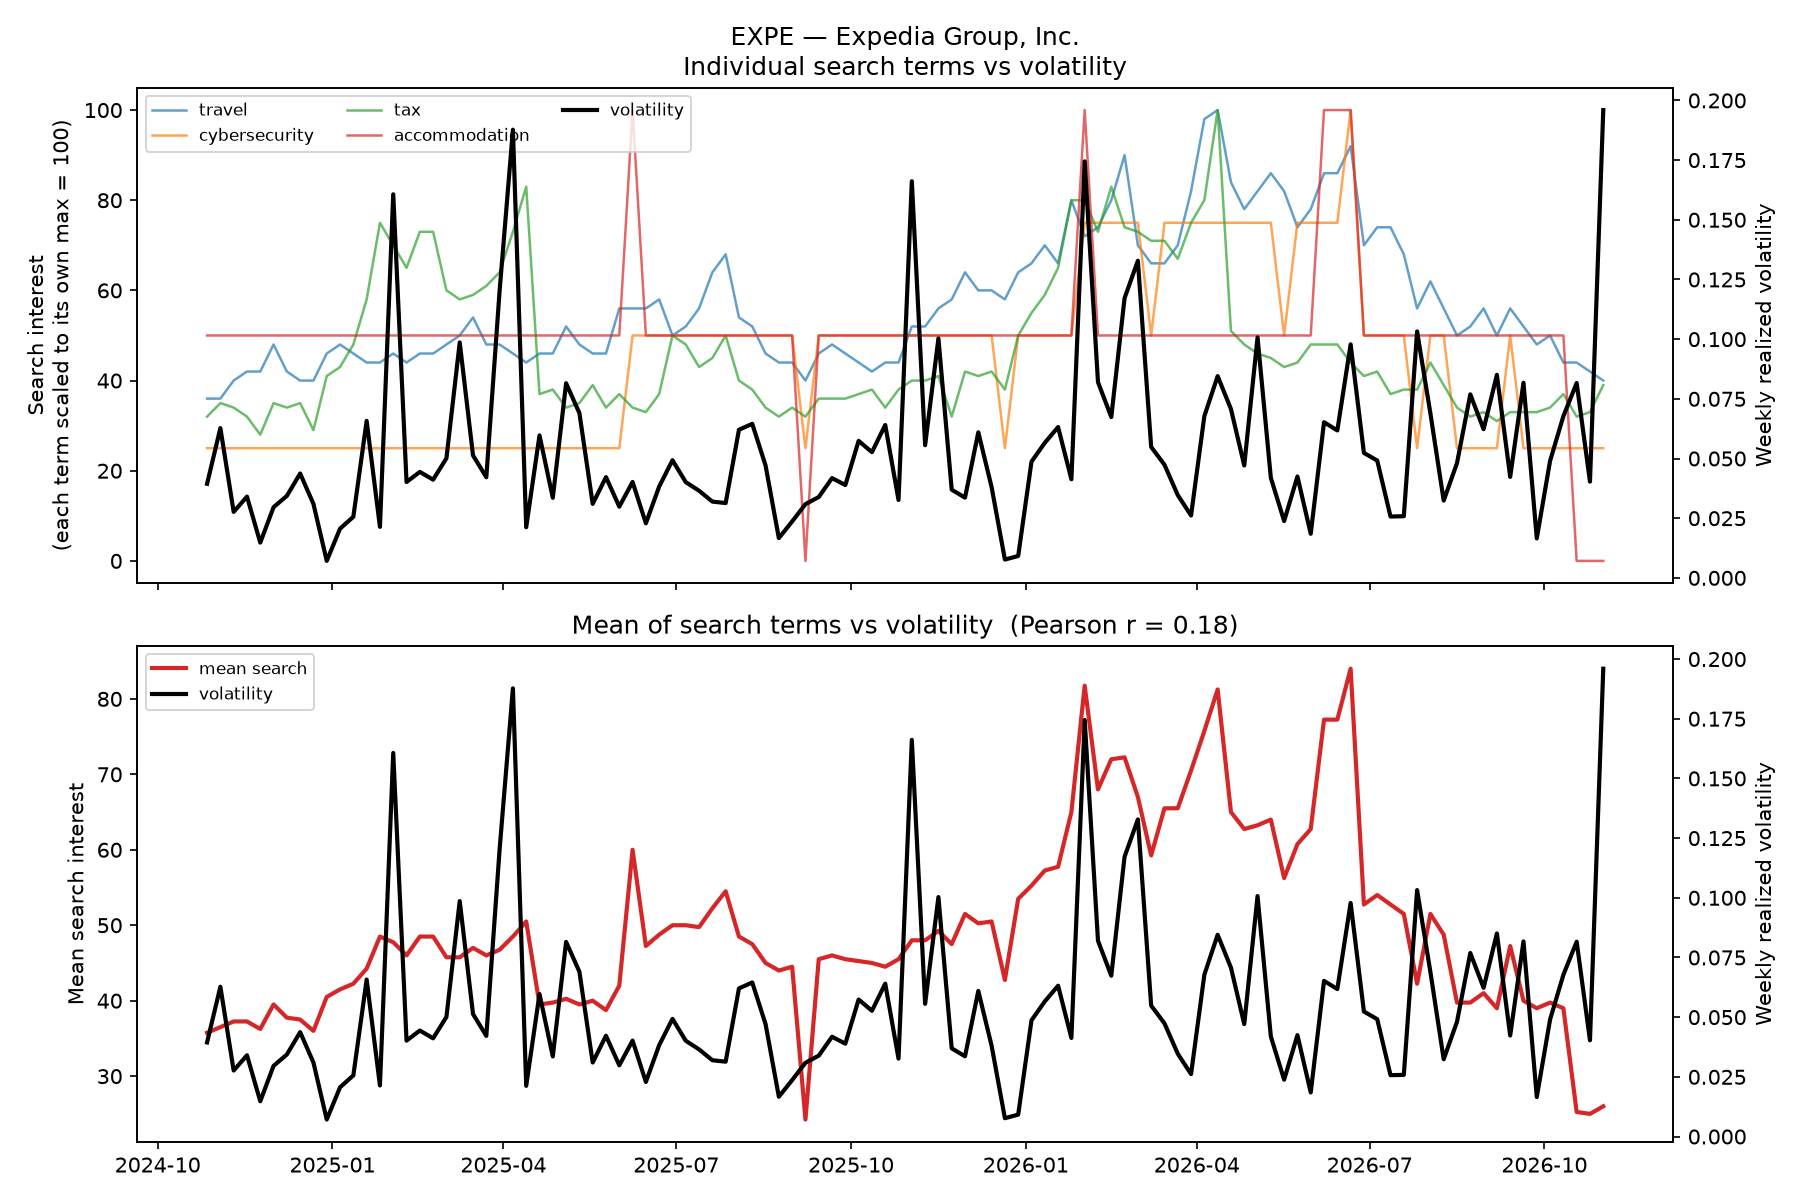 EXPE — Expedia Group, Inc.
Individual search terms vs volatility
travel
cybersecurity
tax
accommodation
volatility
Search interest
(each term scaled to its own max = 100)
100
80
60
40
20
0
0.200
0.175
0.150
0.125
0.100
0.075
0.050
0.025
0.000
Weekly realized volatility
Mean of search terms vs volatility (Pearson r = 0.18)
mean search
volatility
Mean search interest
80
70
60
50
40
30
0.200
0.175
0.150
0.125
0.100
0.075
0.050
0.025
0.000
Weekly realized volatility
2024-10
2025-01
2025-04
2025-07
2025-10
2026-01
2026-04
2026-07
2026-10